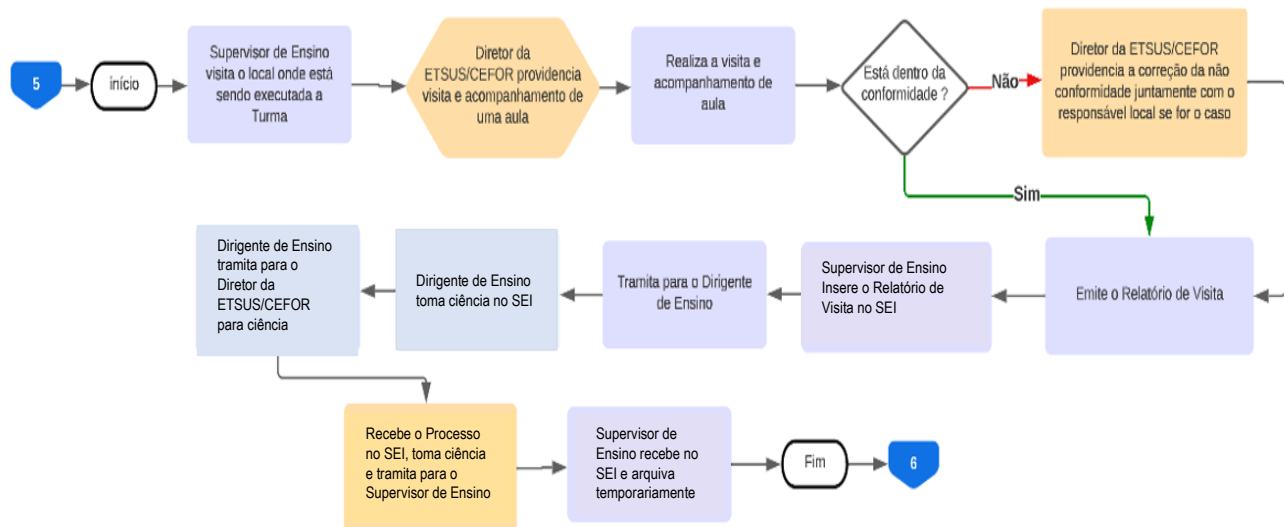 5
início
Supervisor de Ensino
visita o local onde está
sendo executada a
Turma
Diretor da
ETSUS/CEFOR providencia
visita e acompanhamento de
uma aula
Realiza a visita e
acompanhamento de
aula
Está dentro da
conformidade ?
Não
Diretor da ETSUS/CEFOR
providencia a correção da não
conformidade juntamente com o
responsável local se for o caso
Sim
Emite o Relatório de Visita
Supervisor de Ensino
Insere o Relatório de
Visita no SEI
Tramita para o Dirigente
de Ensino
Dirigente de Ensino
toma ciência no SEI
Dirigente de Ensino
tramita para o
Diretor da
ETSUS/CEFOR
para ciência
Recebe o Processo
no SEI, toma ciência
e tramita para o
Supervisor de Ensino
Supervisor de
Ensino recebe no
SEI e arquiva
temporariamente
Fim
6